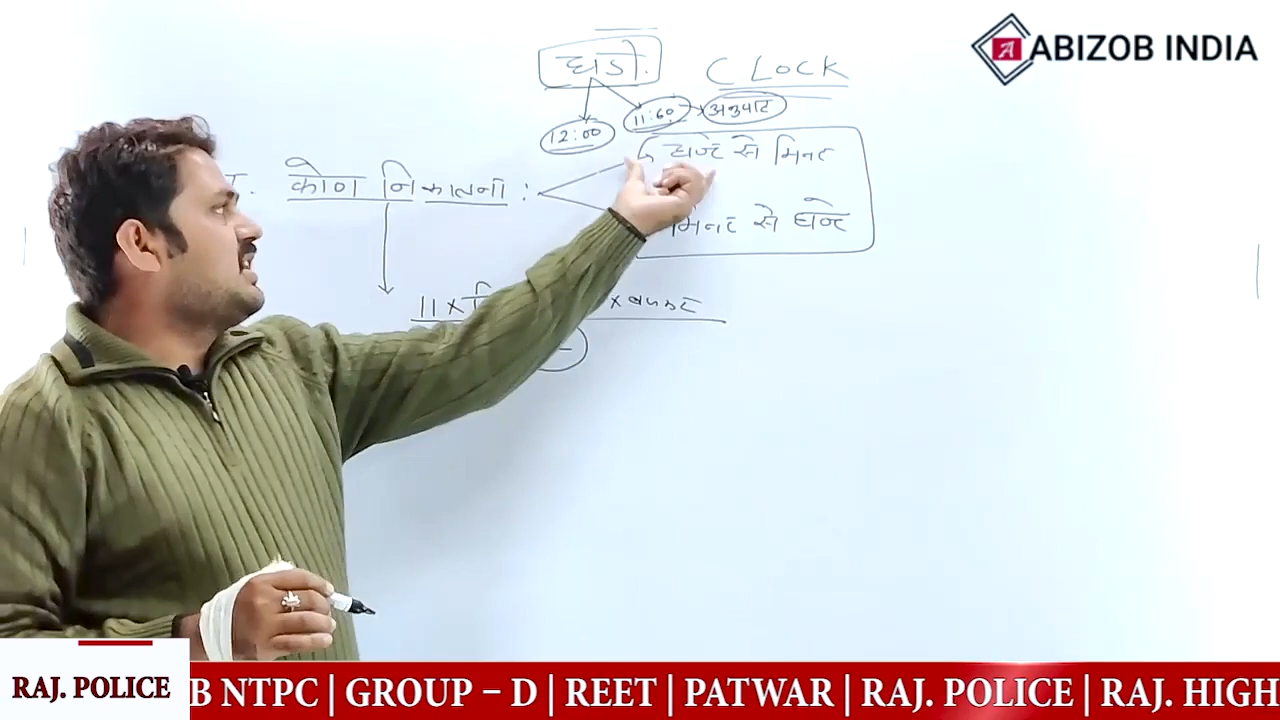 घडी. CLOCK
ABIZOB INDIA
12:00 11:60 → अनुपात
घण्टे से मिनट
कोण निकालना :
मिनट से घण्टे
11 ×
×
RAJ. POLICE
B NTPC | GROUP – D | REET | PATWAR | RAJ. POLICE | RAJ. HIGH